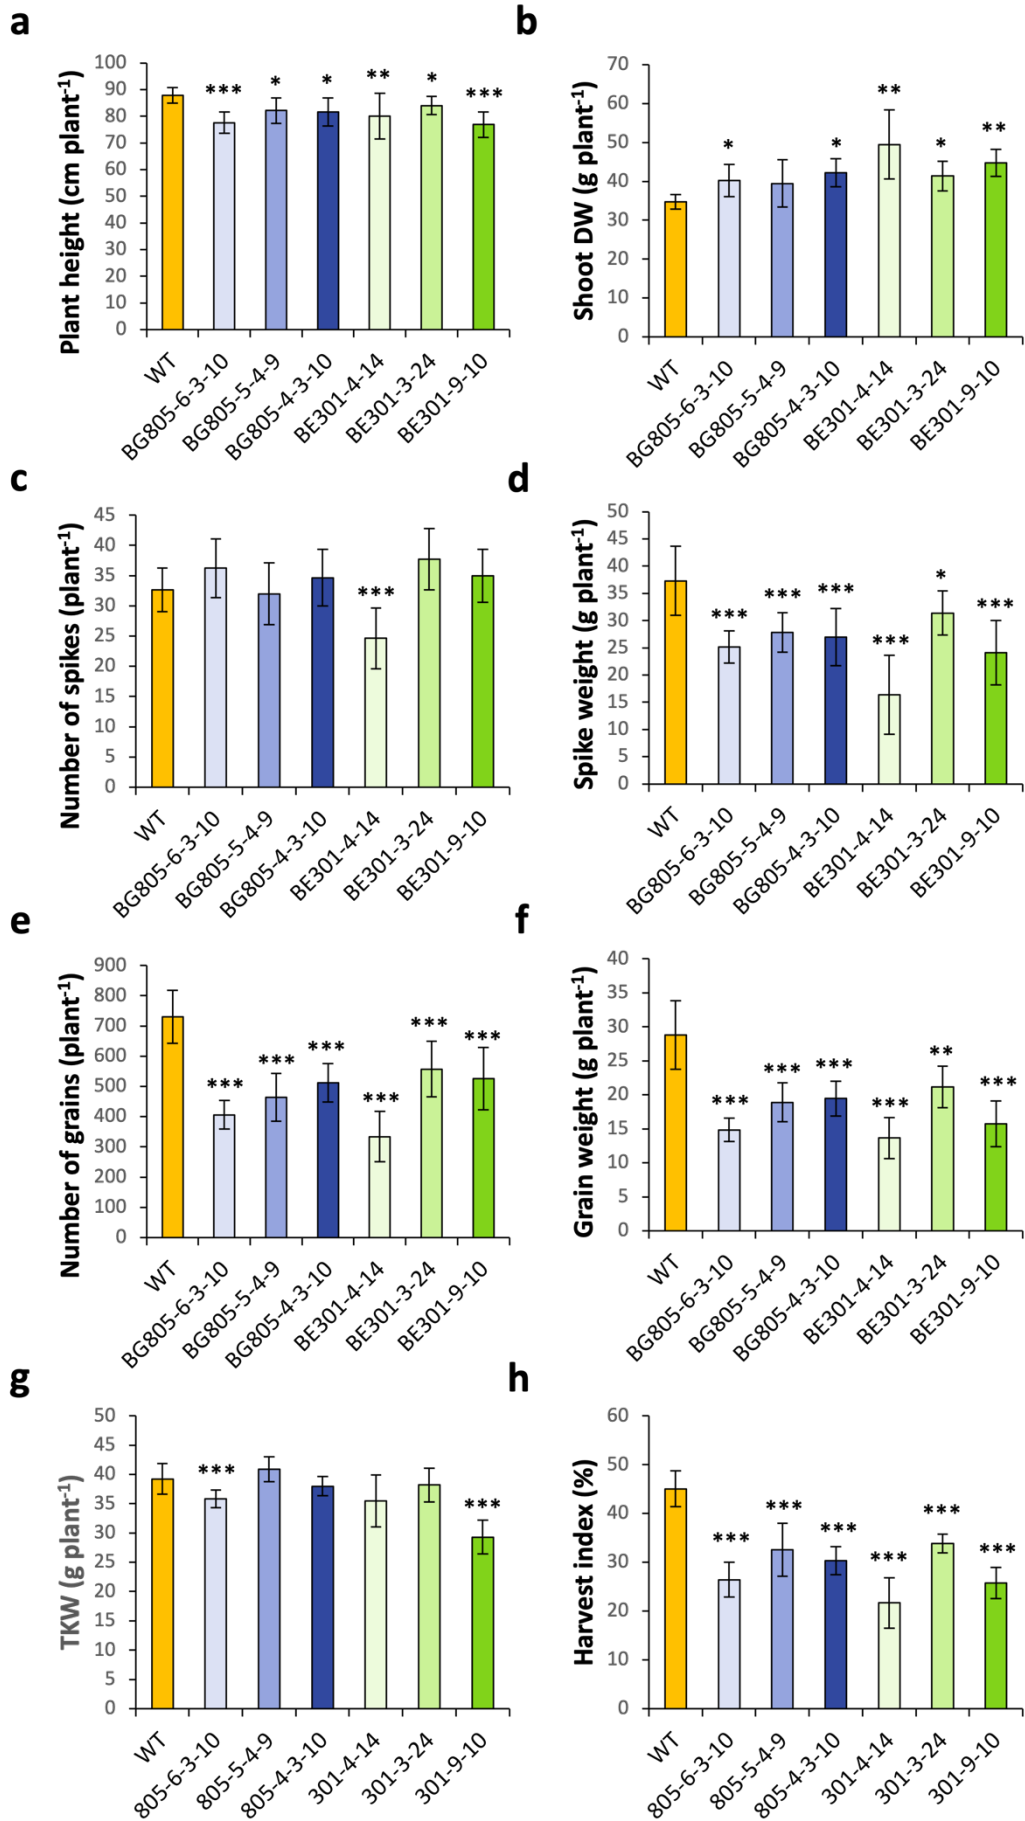 a
Plant height (cm plant-1)
100
90
80
70
60
50
40
30
20
10
0
***
*
*
**
*
***
WT
BG805-6-3-10
BG805-5-4-9
BG805-4-3-10
BE301-4-14
BE301-3-24
BE301-9-10
b
Shoot DW (g plant-1)
70
60
50
40
30
20
10
0
*
*
**
*
**
WT
BG805-6-3-10
BG805-5-4-9
BG805-4-3-10
BE301-4-14
BE301-3-24
BE301-9-10
c
Number of spikes (plant-1)
45
40
35
30
25
20
15
10
5
0
***
WT
BG805-6-3-10
BG805-5-4-9
BG805-4-3-10
BE301-4-14
BE301-3-24
BE301-9-10
d
Spike weight (g plant-1)
50
45
40
35
30
25
20
15
10
5
0
***
***
***
***
*
***
WT
BG805-6-3-10
BG805-5-4-9
BG805-4-3-10
BE301-4-14
BE301-3-24
BE301-9-10
e
Number of grains (plant-1)
900
800
700
600
500
400
300
200
100
0
***
***
***
***
***
***
WT
BG805-6-3-10
BG805-5-4-9
BG805-4-3-10
BE301-4-14
BE301-3-24
BE301-9-10
f
Grain weight (g plant-1)
40
35
30
25
20
15
10
5
0
***
***
***
***
**
***
WT
BG805-6-3-10
BG805-5-4-9
BG805-4-3-10
BE301-4-14
BE301-3-24
BE301-9-10
g
TKW (g plant-1)
50
45
40
35
30
25
20
15
10
5
0
***
***
WT
805-6-3-10
805-5-4-9
805-4-3-10
301-4-14
301-3-24
301-9-10
h
Harvest index (%)
60
50
40
30
20
10
0
***
***
***
***
***
***
WT
805-6-3-10
805-5-4-9
805-4-3-10
301-4-14
301-3-24
301-9-10